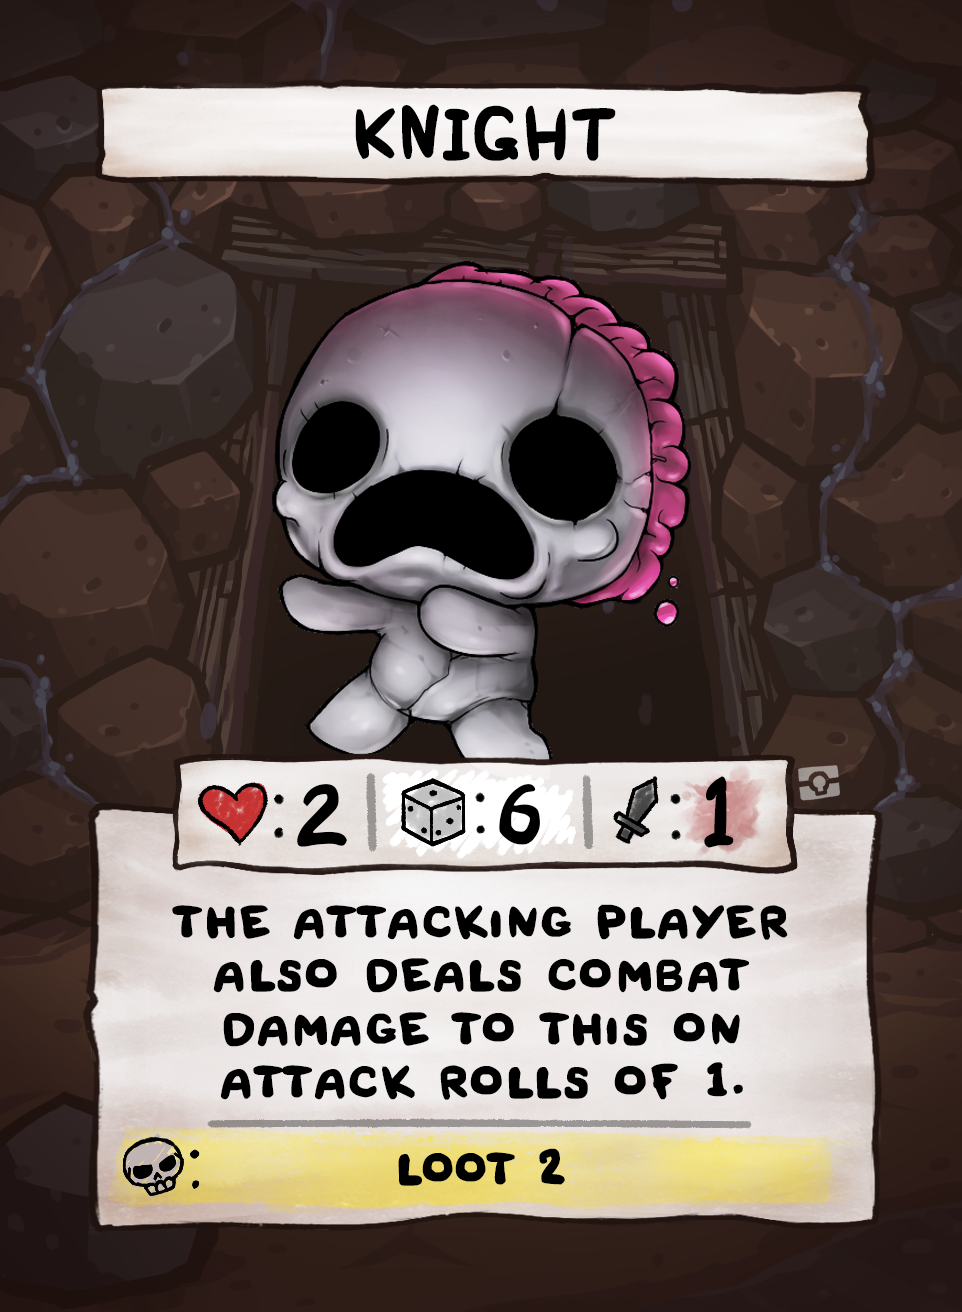 KNIGHT
:2 :6 :1
THE ATTACKING PLAYER
ALSO DEALS COMBAT
DAMAGE TO THIS ON
ATTACK ROLLS OF 1.
: LOOT 2